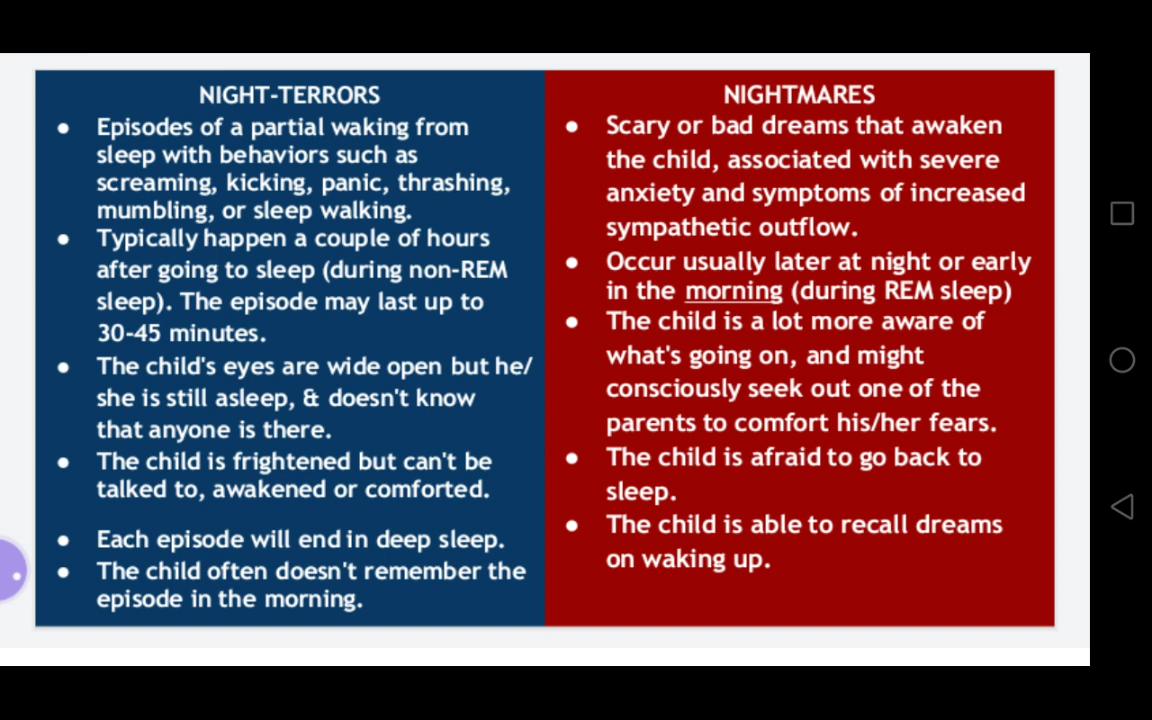 NIGHT-TERRORS
● Episodes of a partial waking from
sleep with behaviors such as
screaming, kicking, panic, thrashing,
mumbling, or sleep walking.
● Typically happen a couple of hours
after going to sleep (during non-REM
sleep). The episode may last up to
30-45 minutes.
● The child's eyes are wide open but he/
she is still asleep, & doesn't know
that anyone is there.
● The child is frightened but can't be
talked to, awakened or comforted.
● Each episode will end in deep sleep.
● The child often doesn't remember the
episode in the morning.
NIGHTMARES
● Scary or bad dreams that awaken
the child, associated with severe
anxiety and symptoms of increased
sympathetic outflow.
● Occur usually later at night or early
in the morning (during REM sleep)
● The child is a lot more aware of
what's going on, and might
consciously seek out one of the
parents to comfort his/her fears.
● The child is afraid to go back to
sleep.
● The child is able to recall dreams
on waking up.